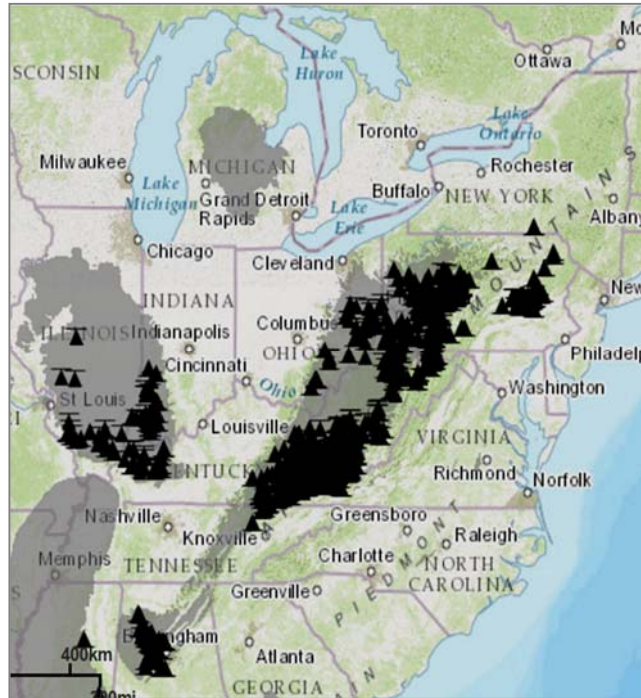 Mo
Ottawa
SCONSIN
Lake
Huron
Lake
Ontario
Toronto
Milwaukee
MICHIGAN
Rochester
Lake
Michigan
Grand
Rapids
Detroit
Buffalo
NEW YORK
Albany
Lake
Erie
MOUNTAINS
Chicago
Cleveland
New
INDIANA
ILLINOIS
Indianapolis
Columbus
OHIO
Philadelp
Cincinnati
Ohio
Washington
St Louis
Louisville
VIRGINIA
Richmond
Norfolk
Nashville
Knoxville
Greensboro
Raleigh
Memphis
TENNESSEE
Charlotte
NORTH
CAROLINA
Greenville
PIEDMONT
Atlanta
400km
GEORGIA